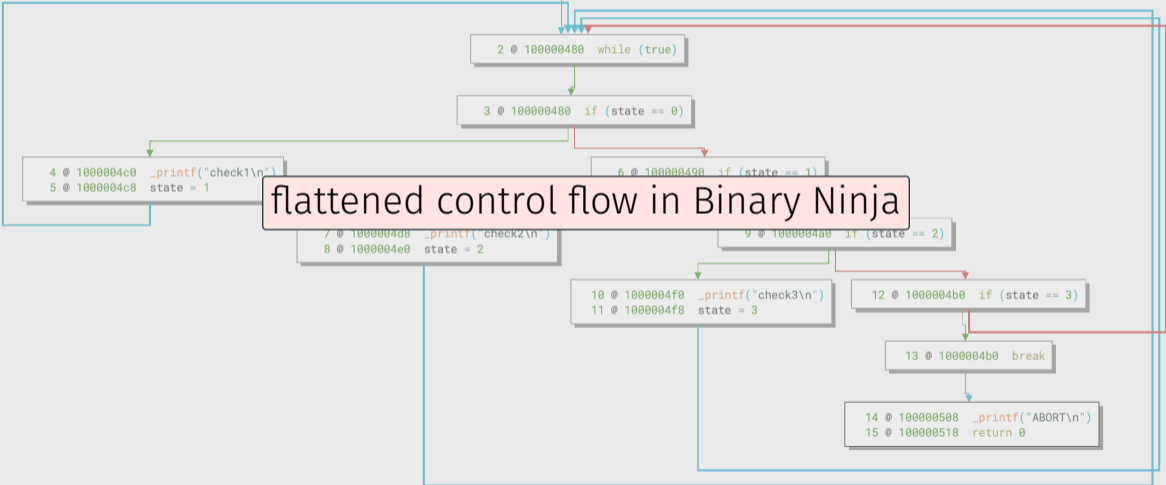 2 @ 100000480 while (true)
3 @ 100000480 if (state == 0)
4 @ 1000004c0 _printf("check1\n")
5 @ 1000004c8 state = 1
6 @ 100000490 if (state == 1)
flattened control flow in Binary Ninja
7 @ 1000004d8 _printf("check2\n")
8 @ 1000004e0 state = 2
9 @ 1000004a0 if (state == 2)
10 @ 1000004f0 _printf("check3\n")
11 @ 1000004f8 state = 3
12 @ 1000004b0 if (state == 3)
13 @ 1000004b0 break
14 @ 100000508 _printf("ABORT\n")
15 @ 100000518 return 0